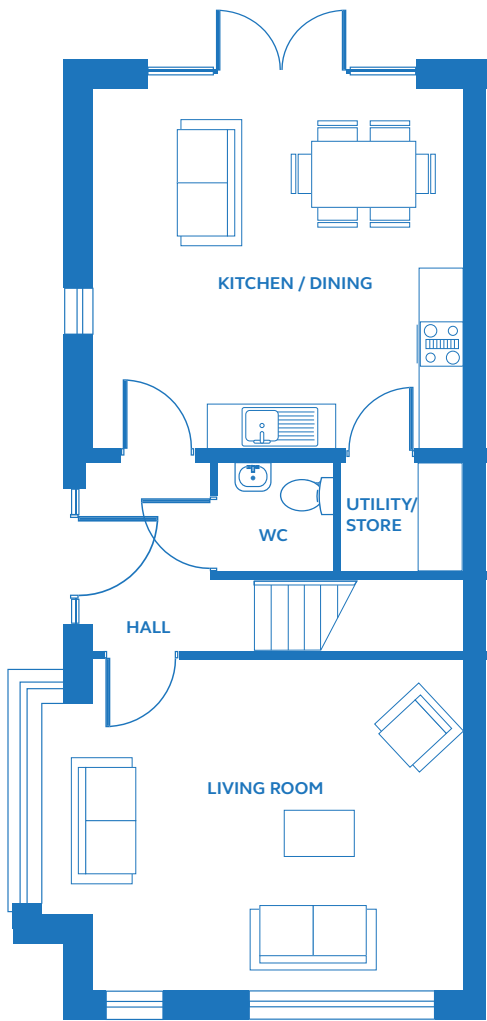 KITCHEN / DINING
UTILITY/
STORE
WC
HALL
LIVING ROOM